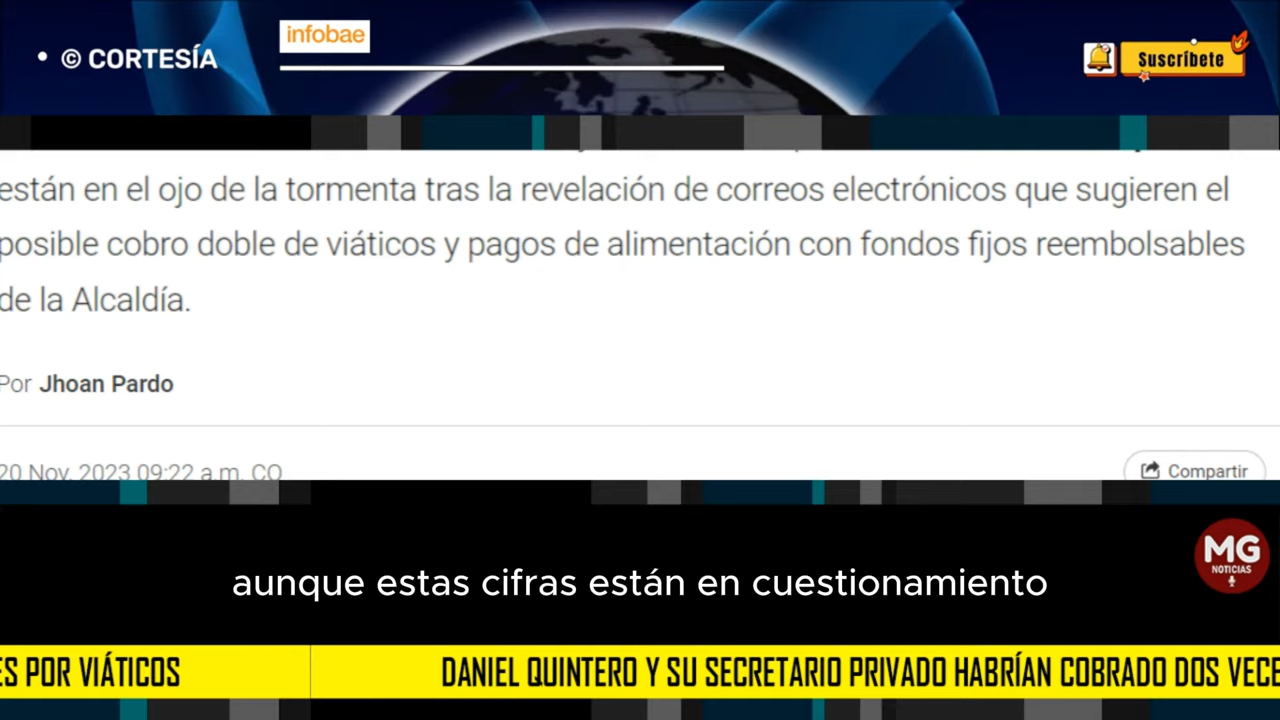 • © CORTESÍA
infobae
Suscríbete
están en el ojo de la tormenta tras la revelación de correos electrónicos que sugieren el
posible cobro doble de viáticos y pagos de alimentación con fondos fijos reembolsables
de la Alcaldía.
Por Jhoan Pardo
20 Nov, 2023 09:22 a.m. CO
Compartir
MG
NOTICIAS
aunque estas cifras están en cuestionamiento
ES POR VIÁTICOS
DANIEL QUINTERO Y SU SECRETARIO PRIVADO HABRÍAN COBRADO DOS VECE